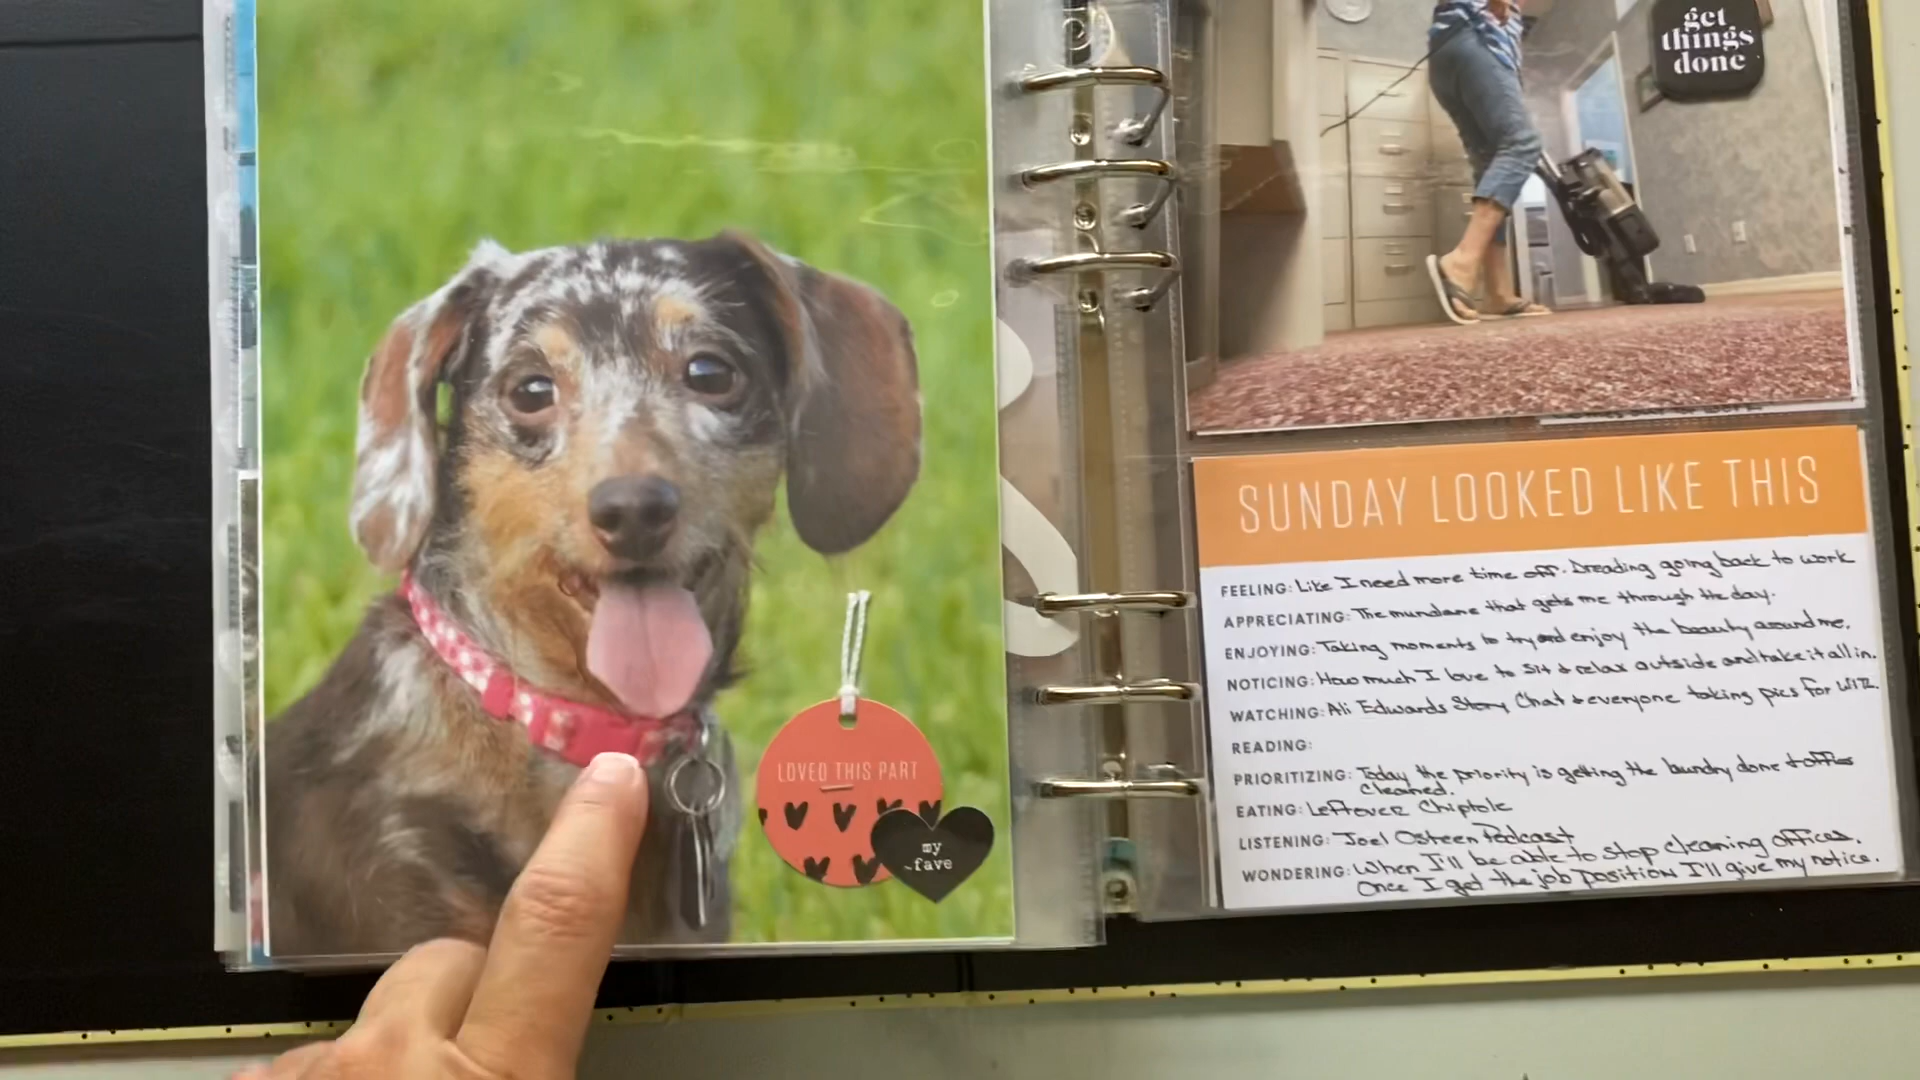 LOVED THIS PART
my
fave
get
things
done
SUNDAY LOOKED LIKE THIS
FEELING: Like I need more time off. Dreading going back to work
APPRECIATING: The mundane that gets me through the day.
ENJOYING: Taking moments to try and enjoy the beauty around me.
NOTICING: How much I love to sit & relax outside and take it all in.
WATCHING: Ali Edwards Story Chat & everyone taking pics for WITL.
READING:
PRIORITIZING: Today the priority is getting the laundry done & offices
cleaned.
EATING: Leftover Chiptole
LISTENING: Joel Osteen Podcast
WONDERING: When I'll be able to stop cleaning offices.
Once I get the job position I'll give my notice.